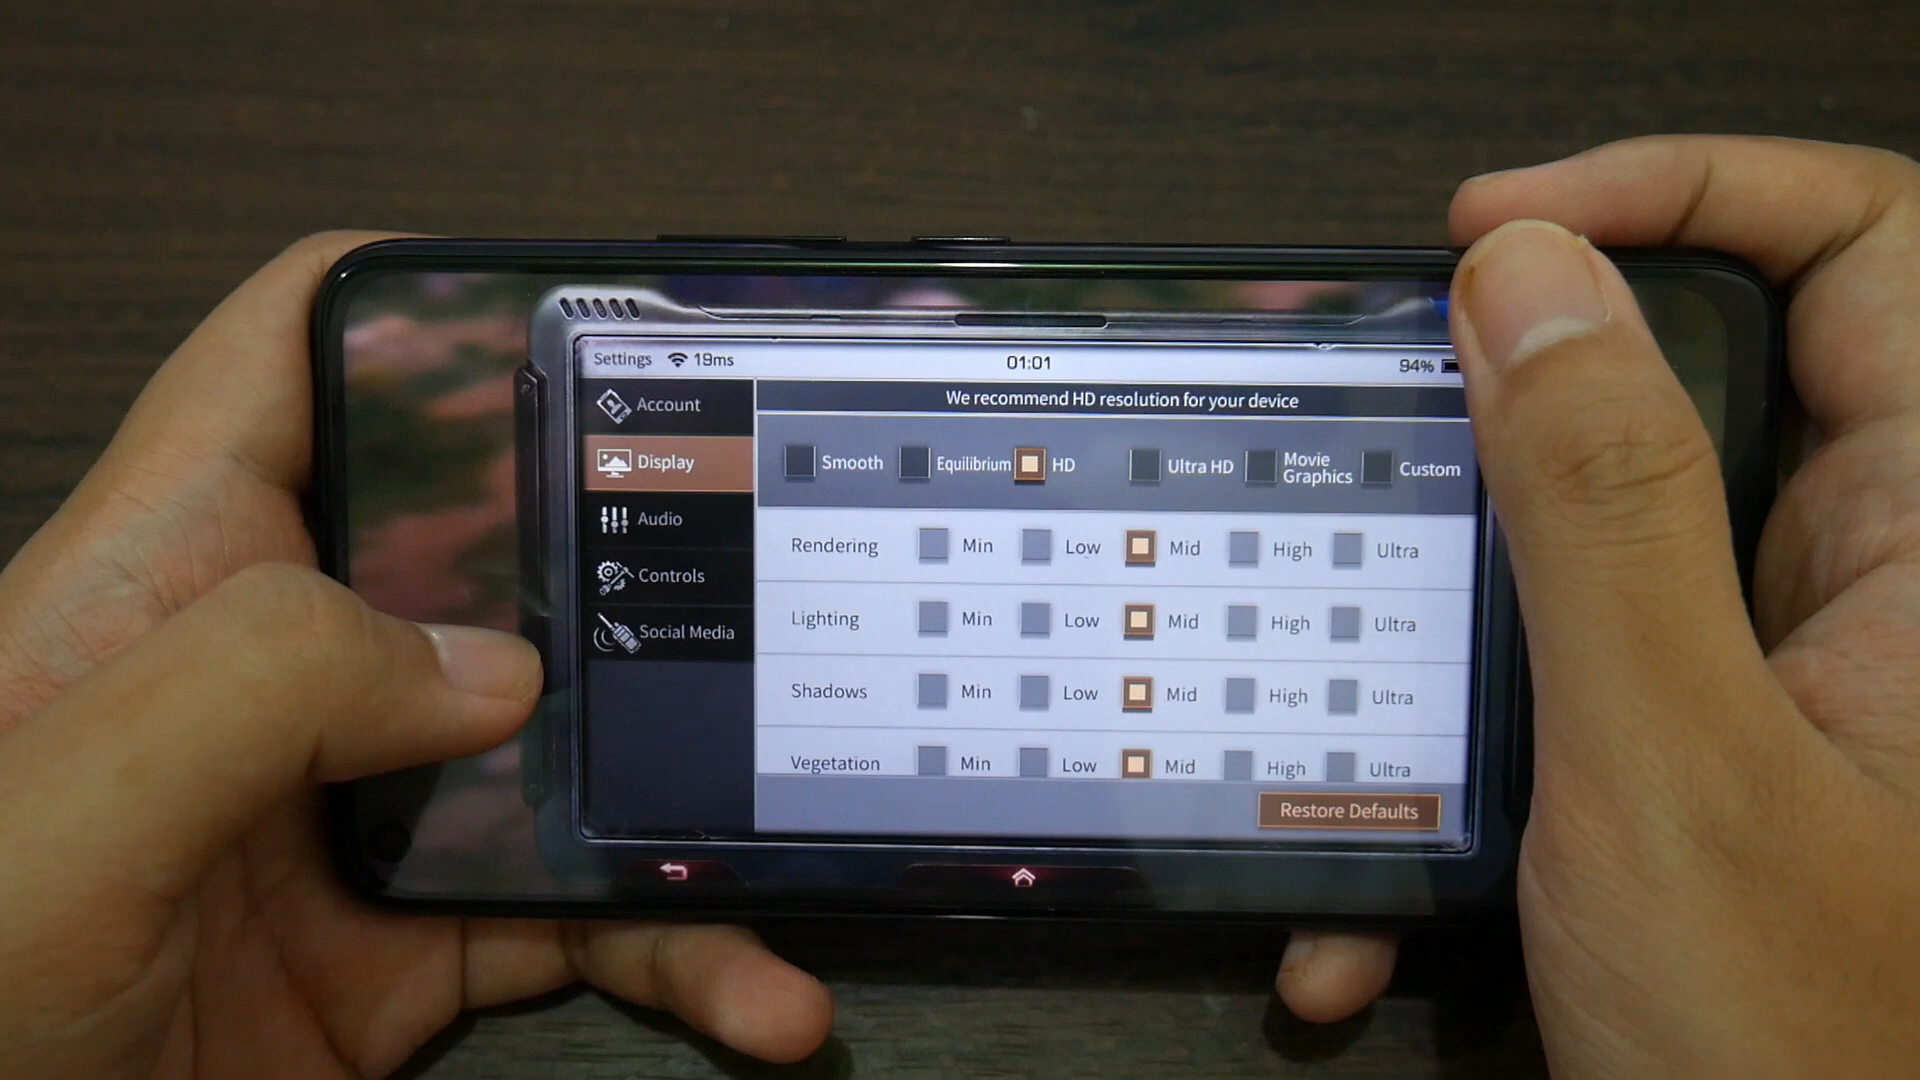 Settings 19ms 01:01 94%
Account
Display
Audio
Controls
Social Media
We recommend HD resolution for your device
Smooth Equilibrium HD Ultra HD Movie Graphics Custom
Rendering Min Low Mid High Ultra
Lighting Min Low Mid High Ultra
Shadows Min Low Mid High Ultra
Vegetation Min Low Mid High Ultra
Restore Defaults